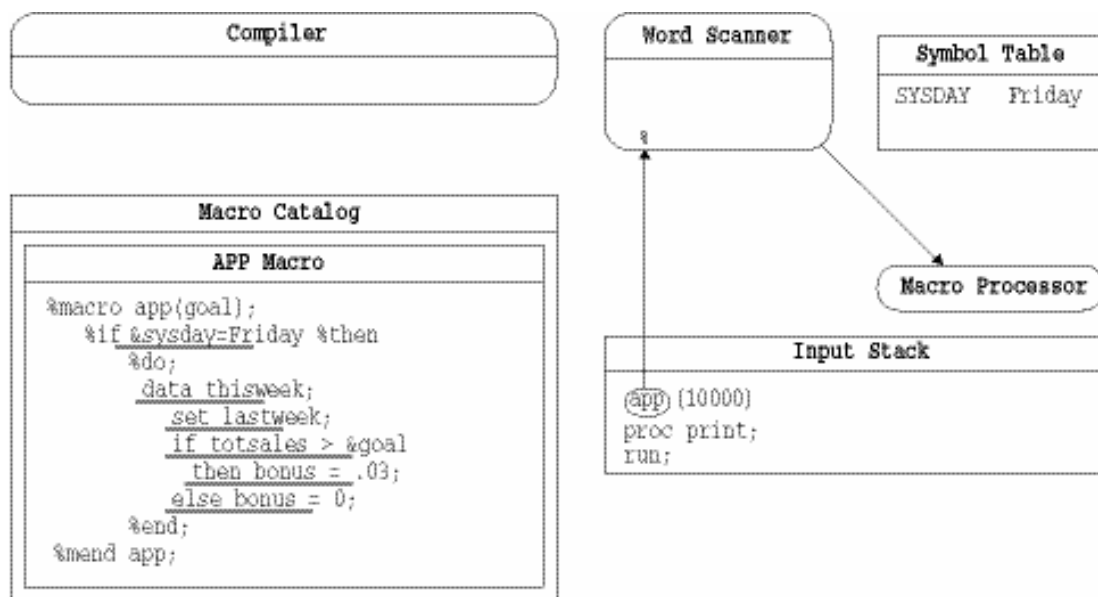 Compiler
Word Scanner
%
Symbol Table
SYSDAY Friday
Macro Catalog
APP Macro
%macro app(goal);
%if &sysday=Friday %then
%do;
data thisweek;
set lastweek;
if totsales > &goal
then bonus = .03;
else bonus = 0;
%end;
%mend app;
Macro Processor
Input Stack
app (10000)
proc print;
run;